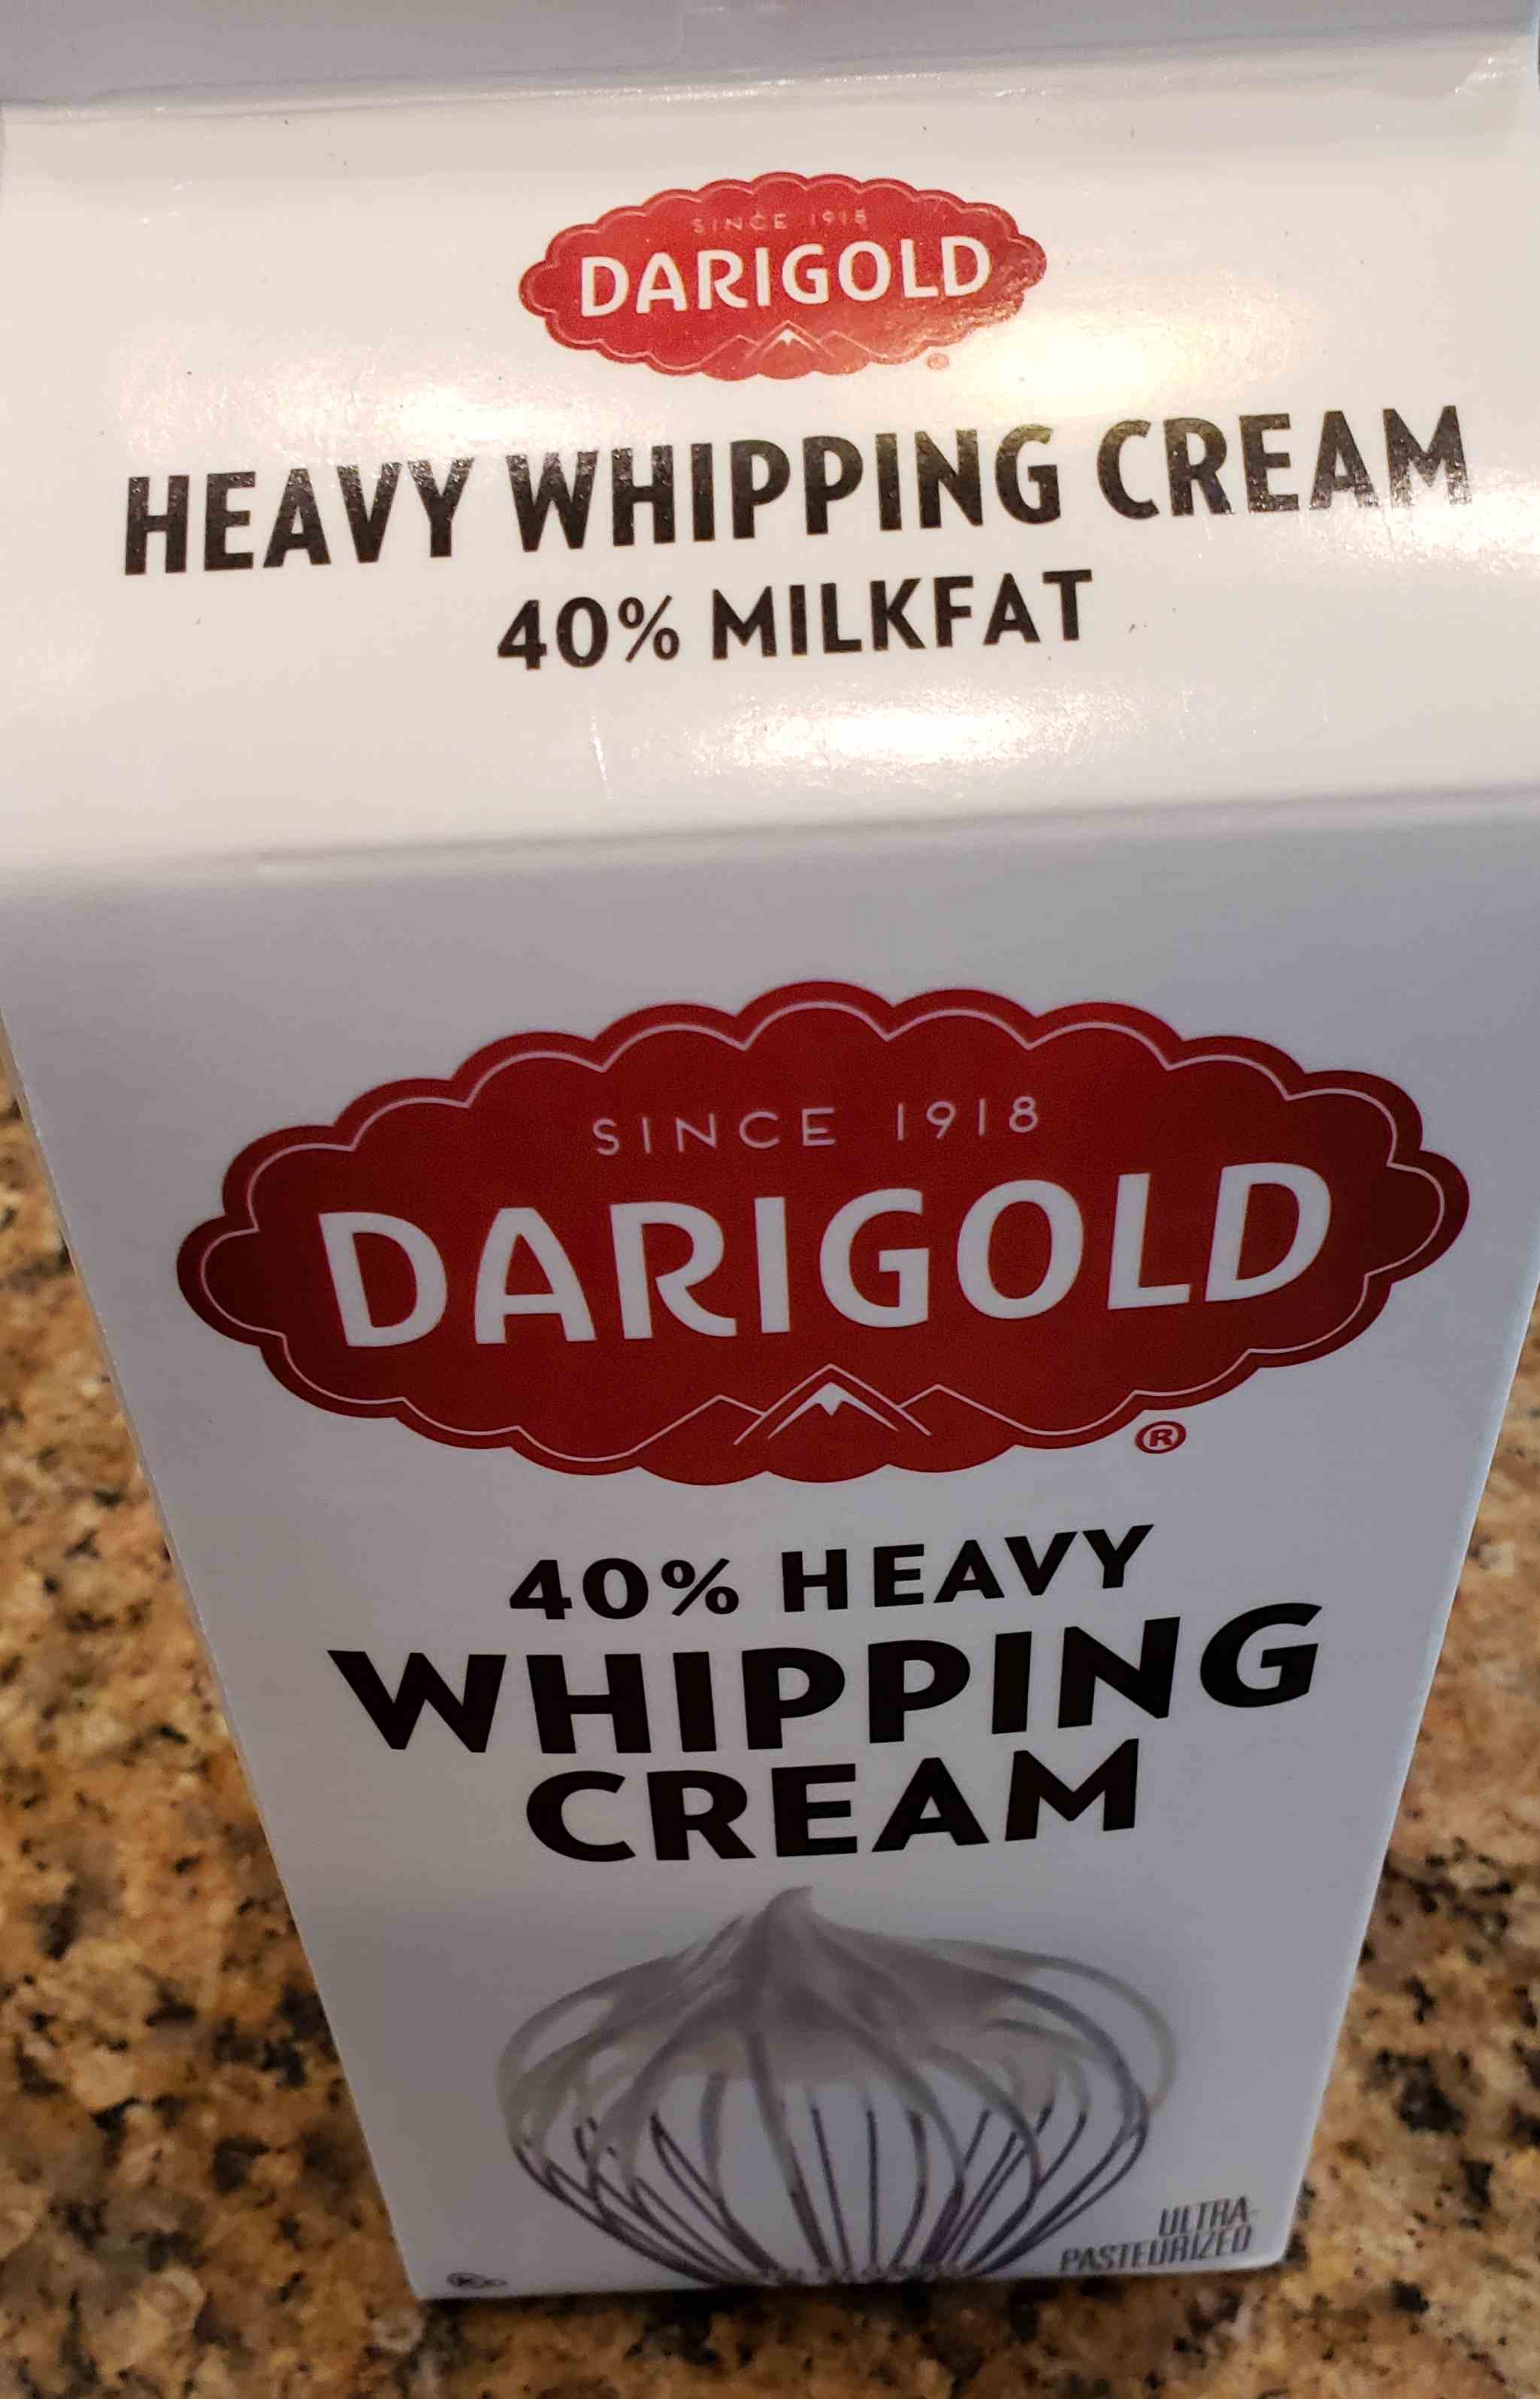 SINCE 1918
DARIGOLD
HEAVY WHIPPING CREAM
40% MILKFAT
SINCE 1918
DARIGOLD
®
40% HEAVY
WHIPPING
CREAM
ULTRA-
PASTEURIZED